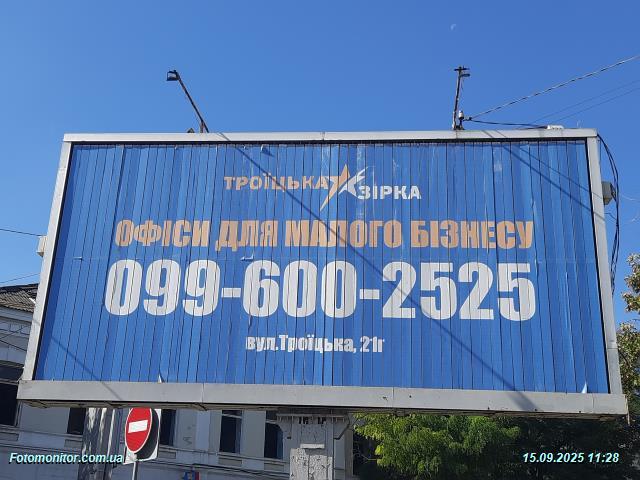 ТРОЇЦЬКА ЗІРКА
ОФІСИ ДЛЯ МАЛОГО БІЗНЕСУ
099-600-2525
вул.Троїцька, 21г
Fotomonitor.com.ua
15.09.2025 11:28